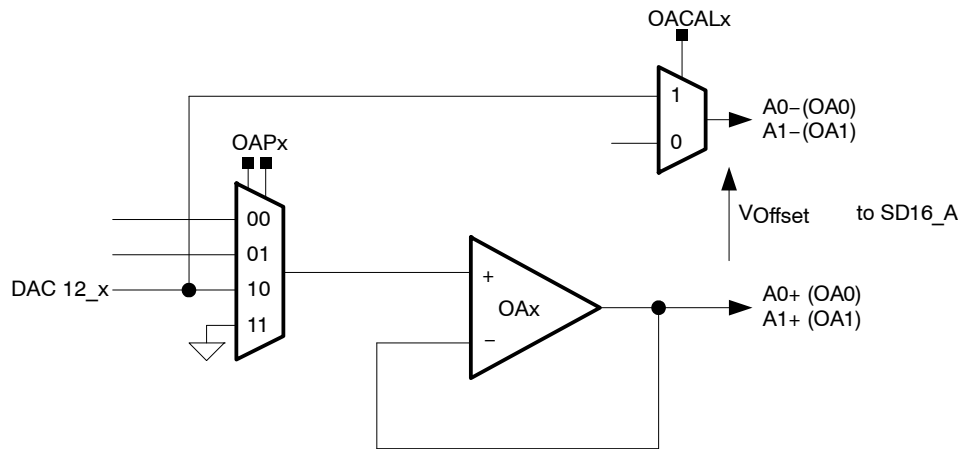 OACALx
1
0
A0−(OA0)
A1−(OA1)
OAPx
00
01
DAC 12_x
10
11
VOffset
to SD16_A
+
OAx
−
A0+ (OA0)
A1+ (OA1)